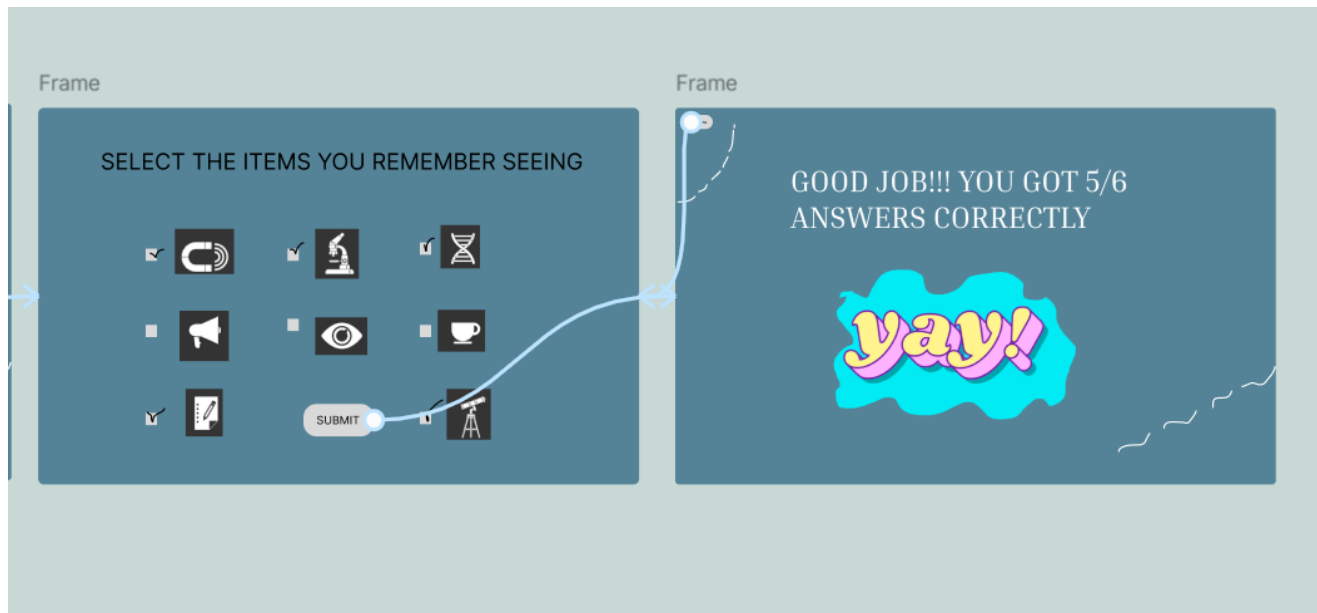 Frame
SELECT THE ITEMS YOU REMEMBER SEEING
SUBMIT
Frame
GOOD JOB!!! YOU GOT 5/6
ANSWERS CORRECTLY
yay!